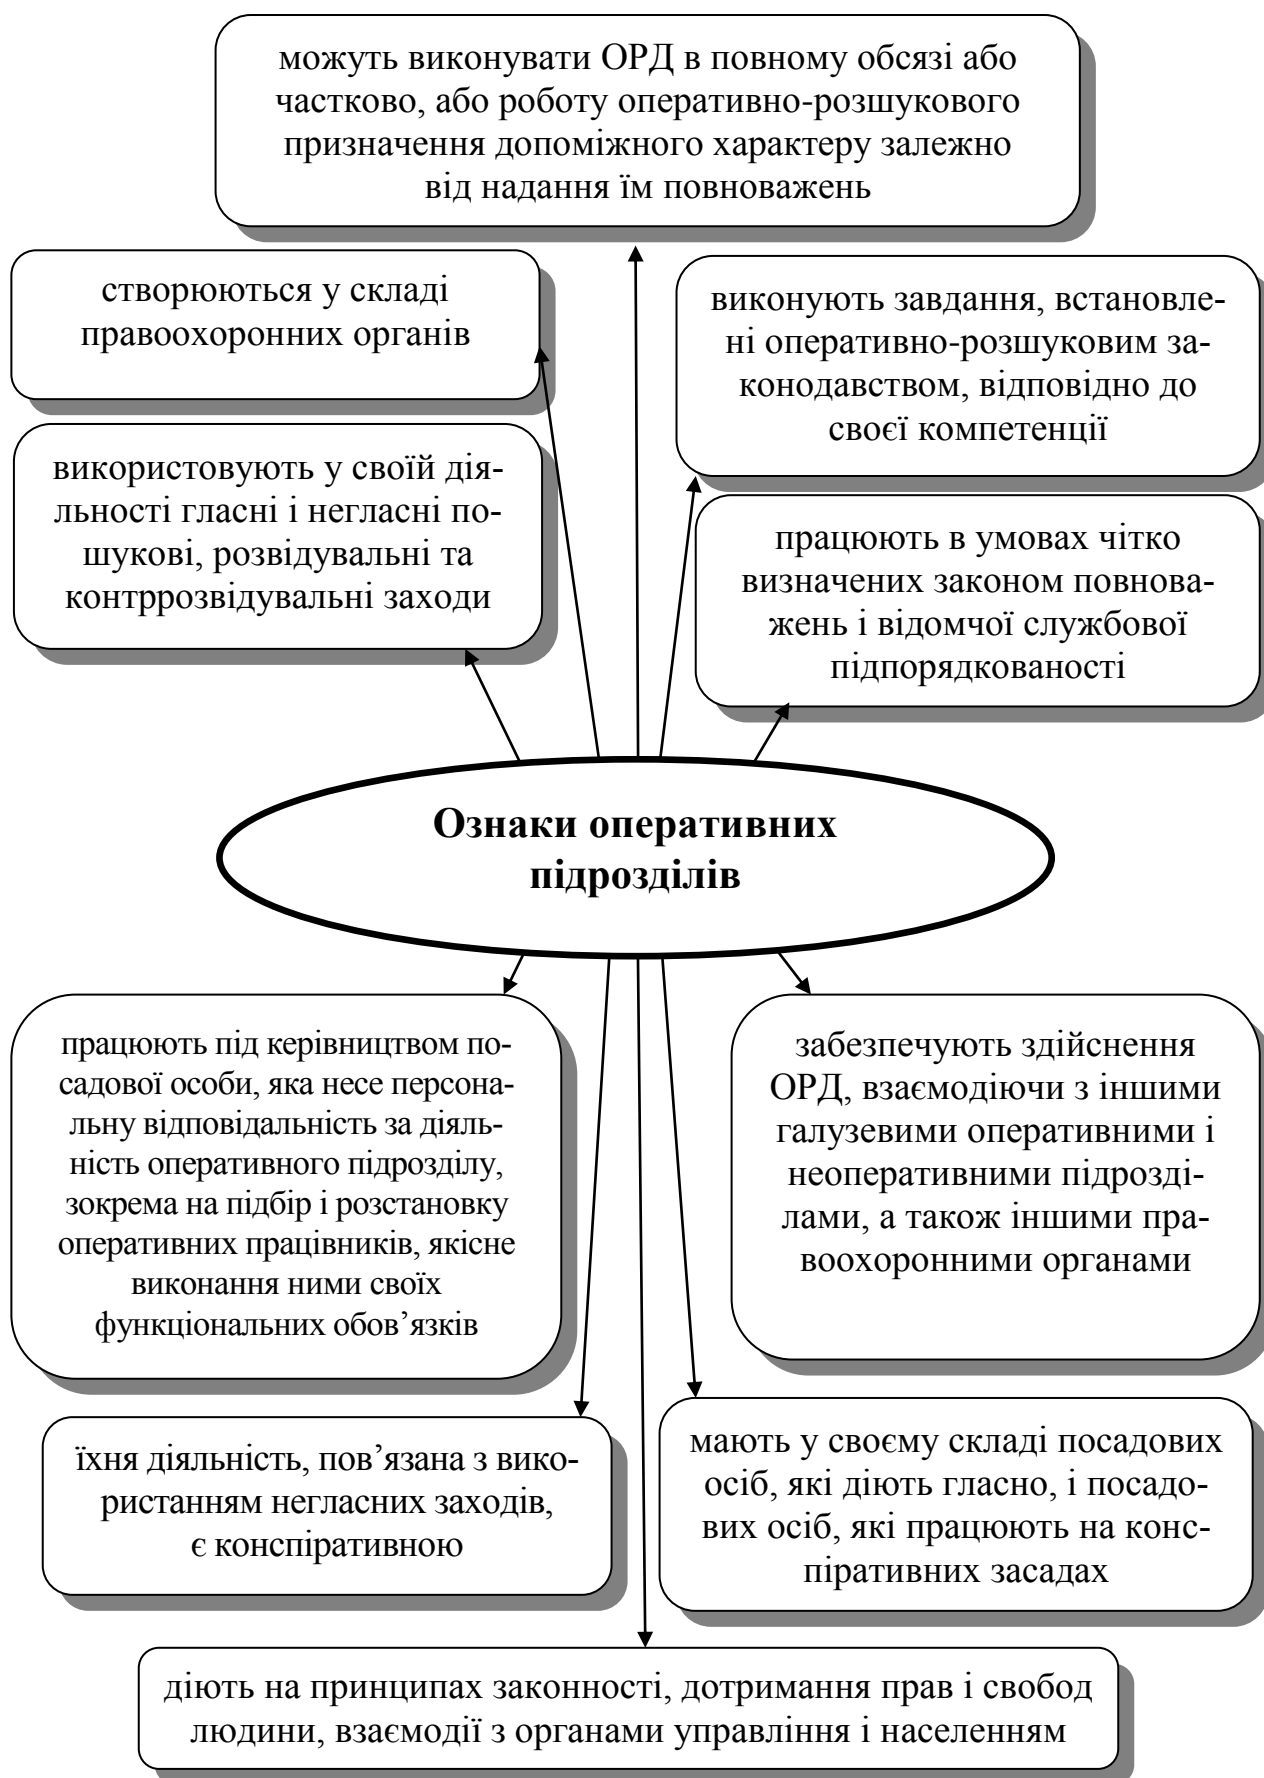 можуть виконувати ОРД в повному обсязі або
частково, або роботу оперативно-розшукового
призначення допоміжного характеру залежно
від надання їм повноважень
створюються у складі
правоохоронних органів
виконують завдання, встановле-
ні оперативно-розшуковим за-
конодавством, відповідно до
своєї компетенції
використовують у своїй дія-
льності гласні і негласні по-
шукові, розвідувальні та
контррозвідувальні заходи
працюють в умовах чітко
визначених законом повнова-
жень і відомчої службової
підпорядкованості
Ознаки оперативних
підрозділів
працюють під керівництвом по-
садової особи, яка несе персона-
льну відповідальність за діяль-
ність оперативного підрозділу,
зокрема на підбір і розстановку
оперативних працівників, якісне
виконання ними своїх
функціональних обов’язків
забезпечують здійснення
ОРД, взаємодіючи з іншими
галузевими оперативними і
неоперативними підрозді-
лами, а також іншими пра-
воохоронними органами
їхня діяльність, пов’язана з вико-
ристанням негласних заходів,
є конспіративною
мають у своєму складі посадових
осіб, які діють гласно, і посадо-
вих осіб, які працюють на конс-
піративних засадах
діють на принципах законності, дотримання прав і свобод
людини, взаємодії з органами управління і населенням